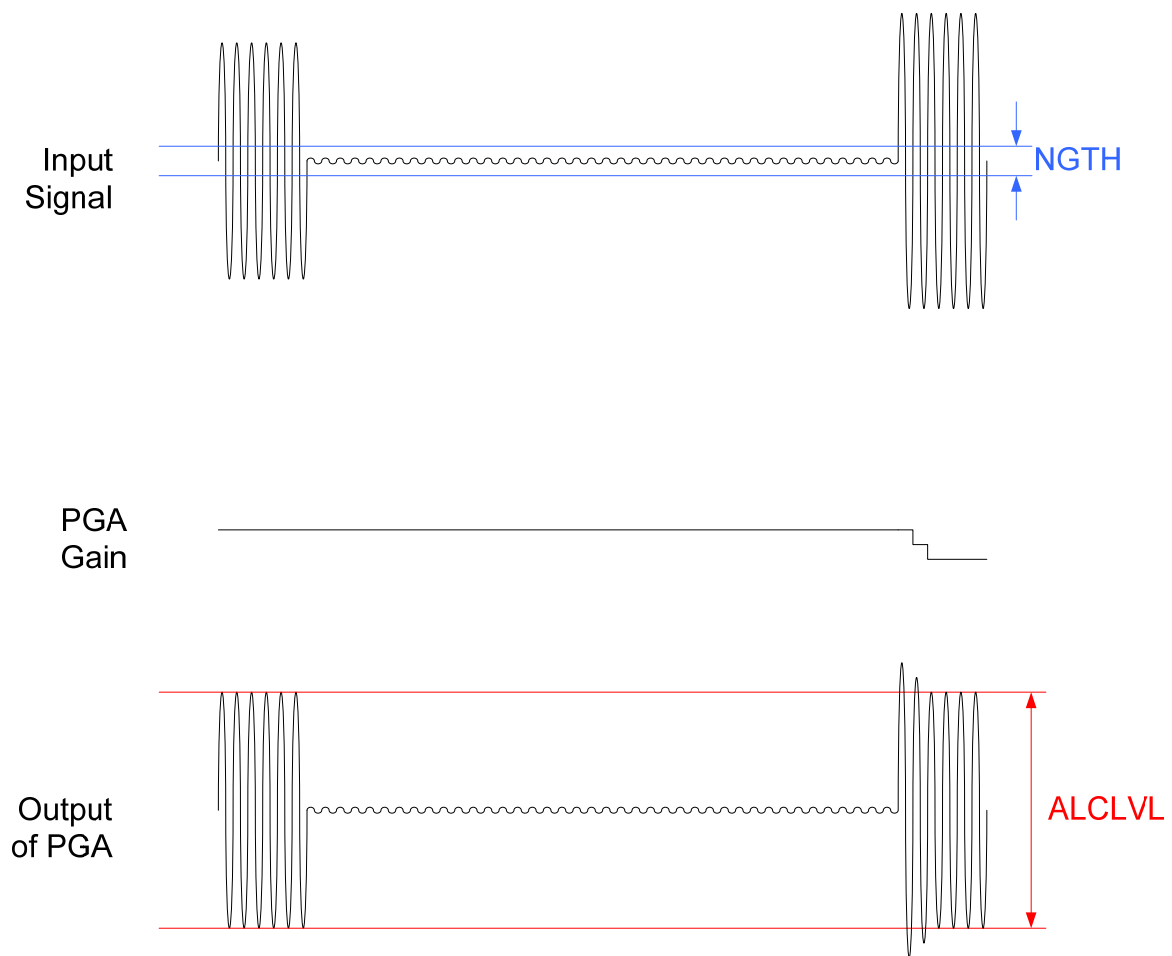 Input
Signal
NGTH
PGA
Gain
Output
of PGA
ALCLVL